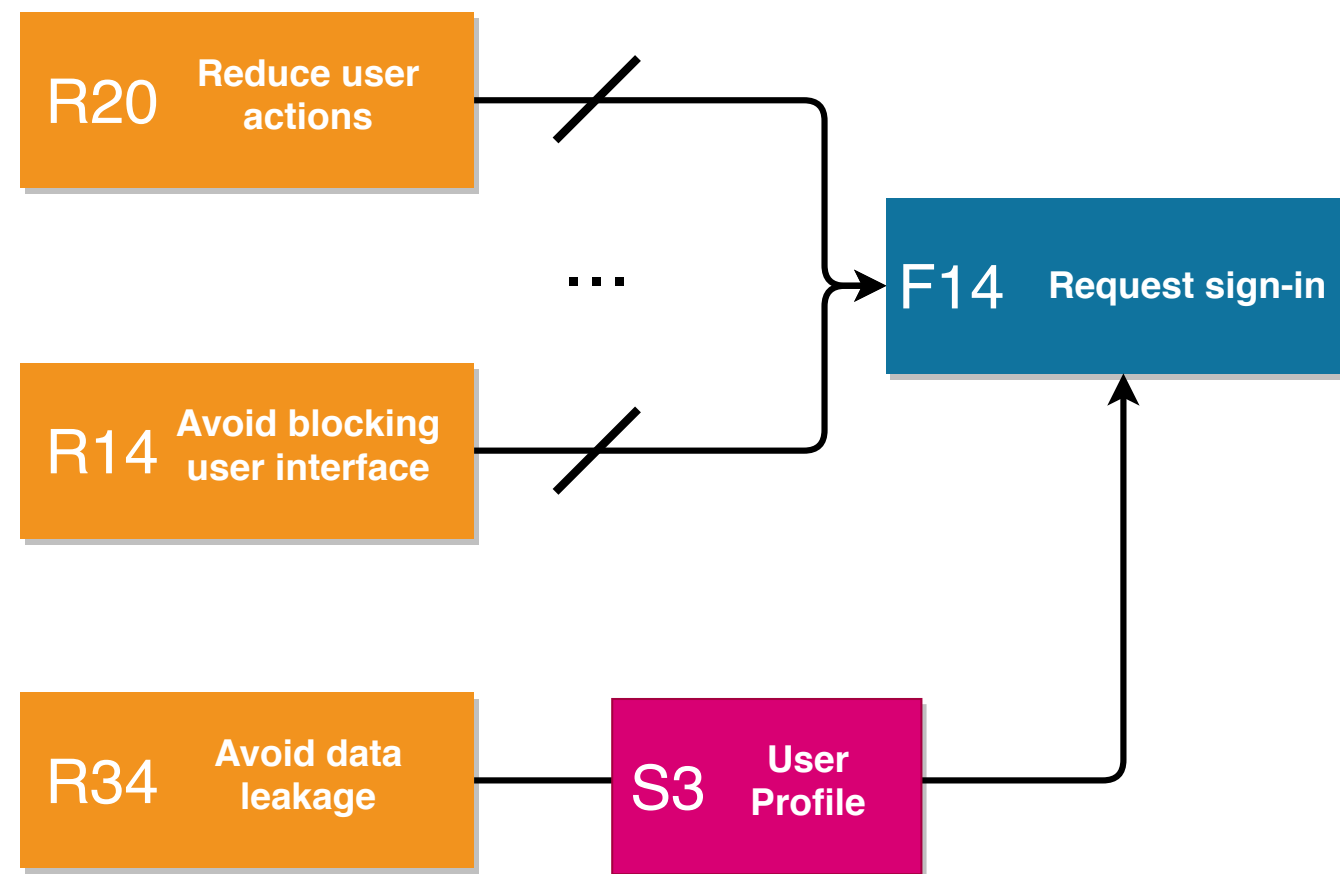 R20
Reduce user
actions
...
F14
Request sign-in
R14
Avoid blocking
user interface
R34
Avoid data
leakage
S3
User
Profile